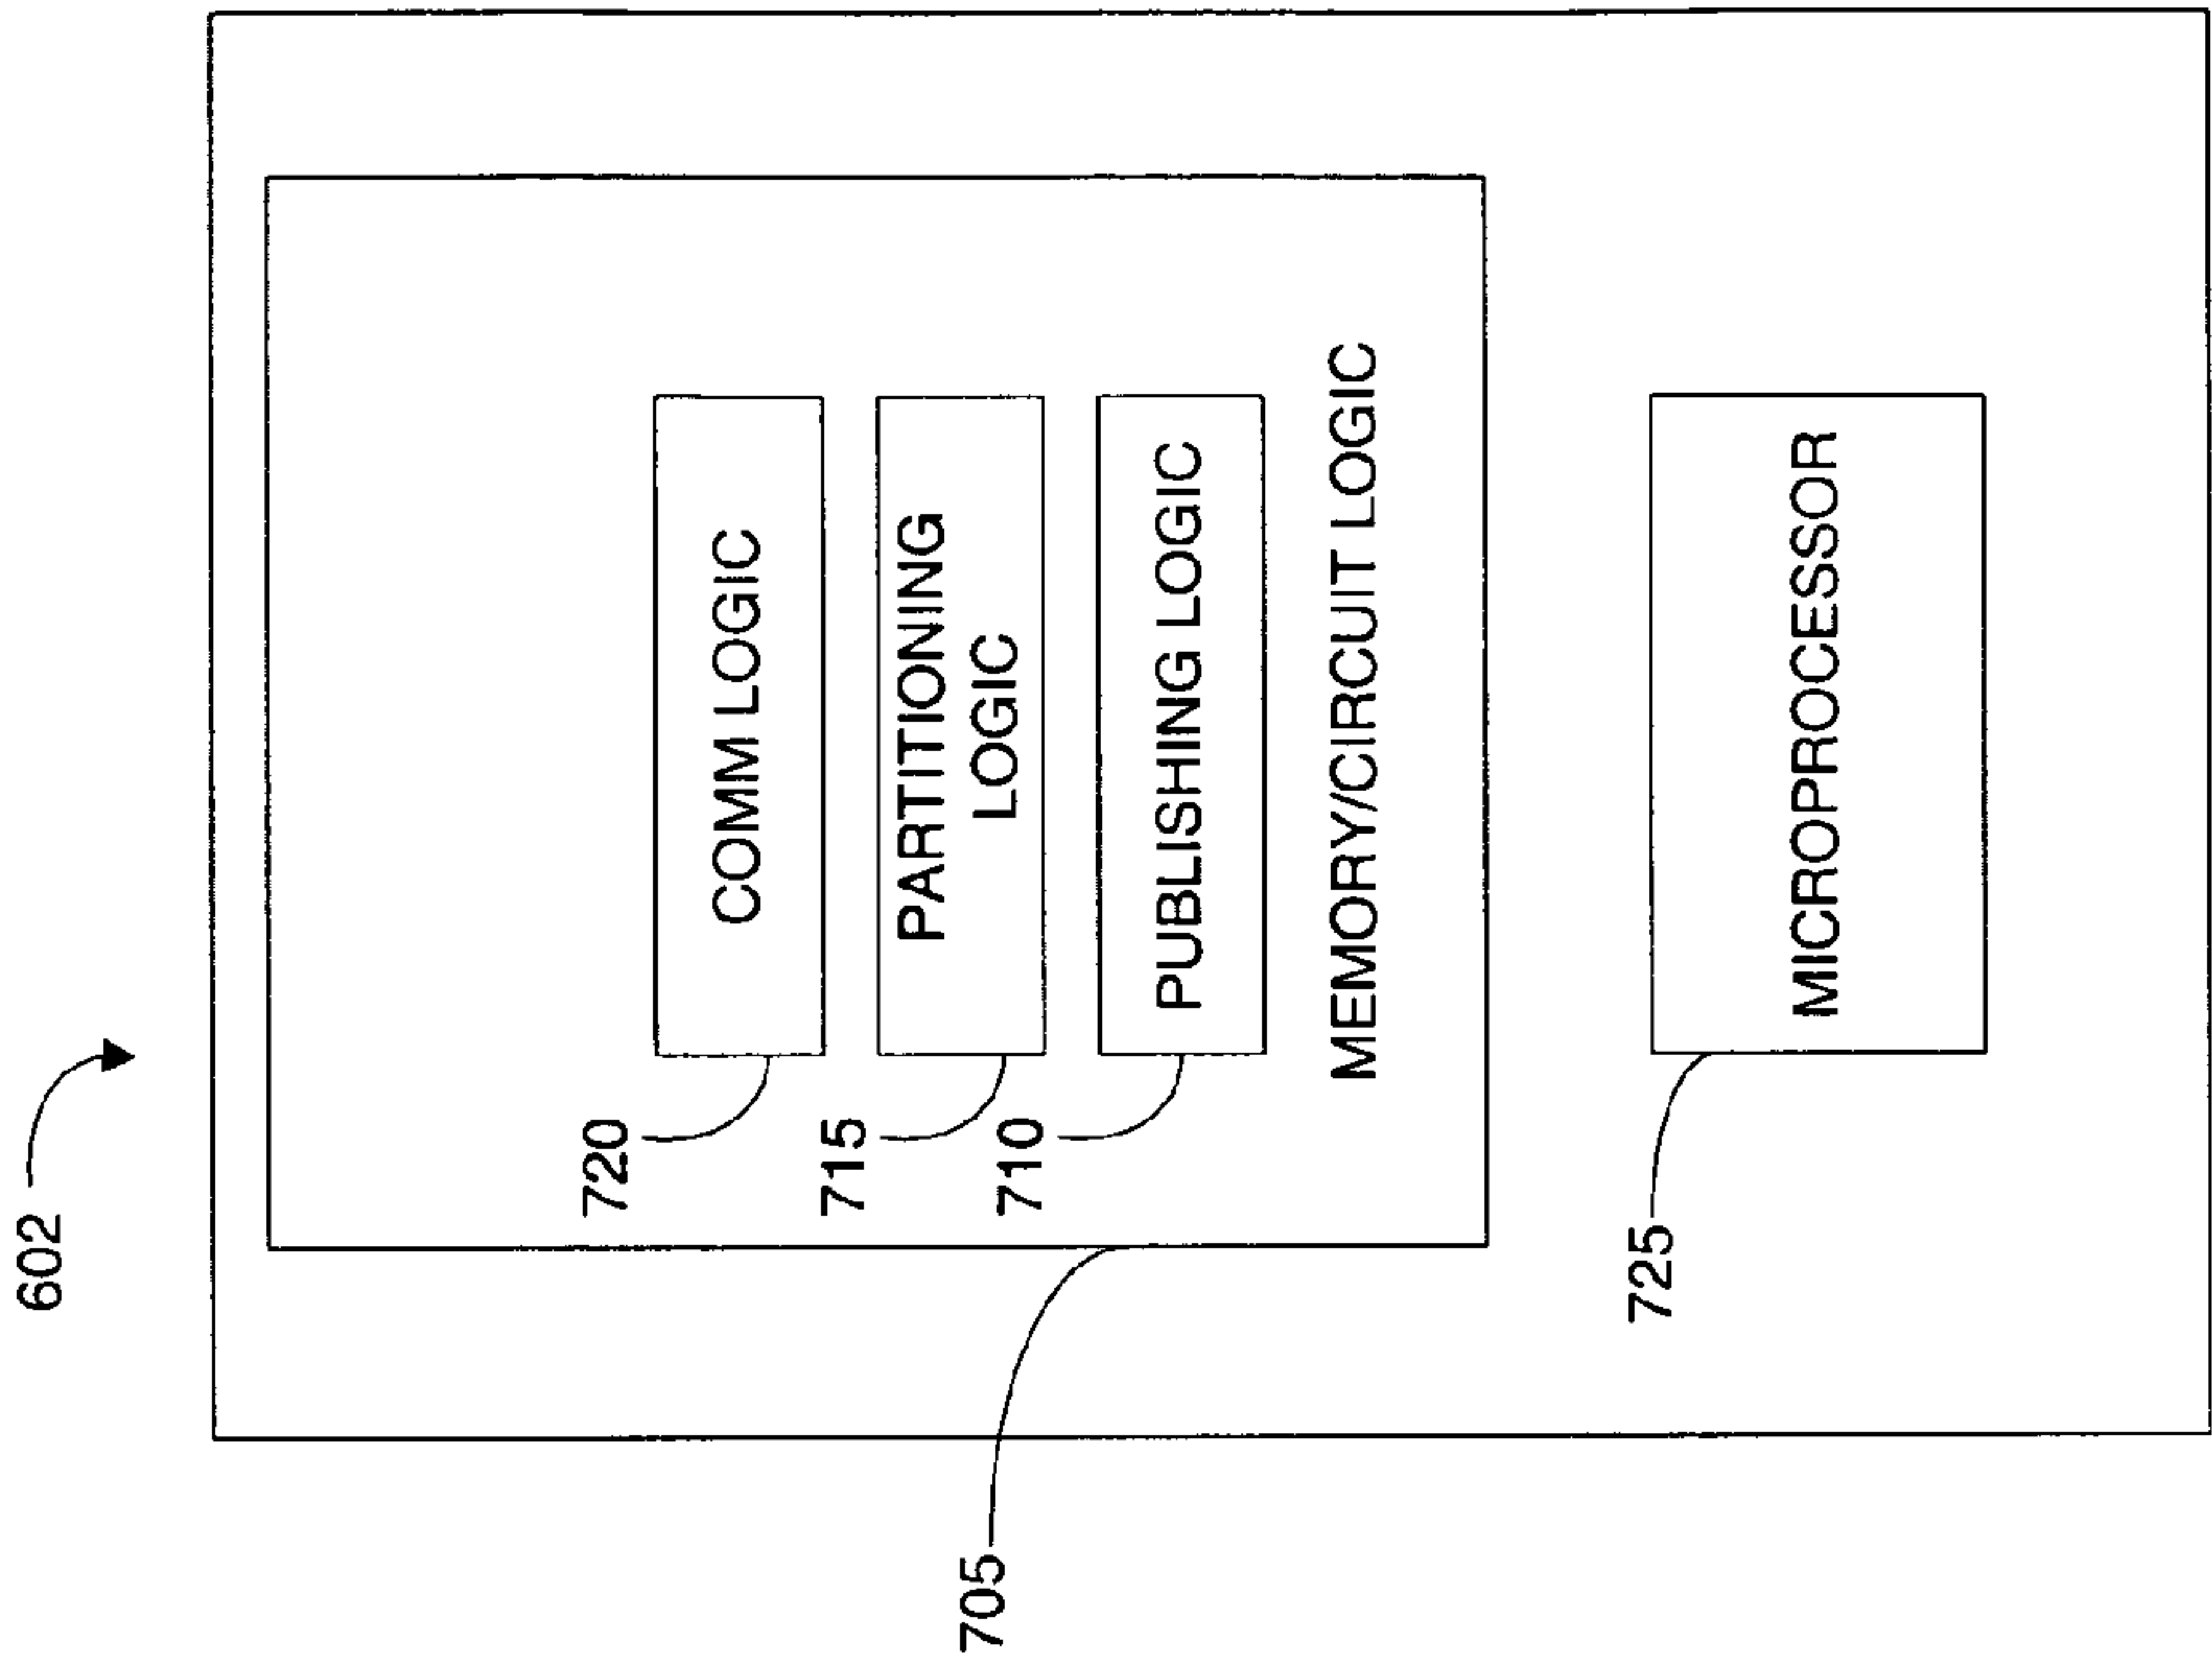 602
720
COMM LOGIC
715
PARTITIONING
LOGIC
710
PUBLISHING LOGIC
MEMORY/CIRCUIT LOGIC
705
725
MICROPROCESSOR